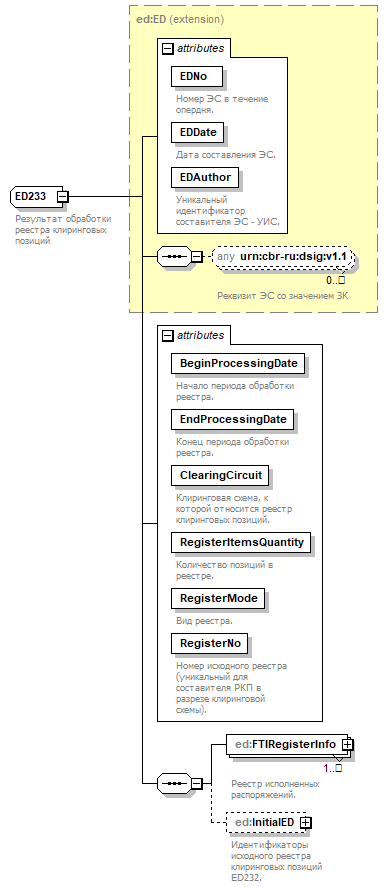 ed:ED (extension)
attributes
EDNo
Номер ЭС в течение
опердня.
EDDate
Дата составления ЭС.
EDAuthor
Уникальный
идентификатор
составителя ЭС - УИС.
ED233
Результат обработки
реестра клиринговых
позиций
any urn:cbr-ru:dsig:v1.1
0..□
Реквизит ЭС со значением ЗК
attributes
BeginProcessingDate
Начало периода обработки
реестра.
EndProcessingDate
Конец периода обработки
реестра.
ClearingCircuit
Клиринговая схема, к
которой относится реестр
клиринговых позиций.
RegisterItemsQuantity
Количество позиций в
реестре.
RegisterMode
Вид реестра.
RegisterNo
Номер исходного реестра
(уникальный для
составителя РКП в
разрезе клиринговой
схемы).
ed:FTIRegisterInfo
1..□
Реестр исполненных
распоряжений.
ed:InitialED
Идентификаторы
исходного реестра
клиринговых позиций
ED232.